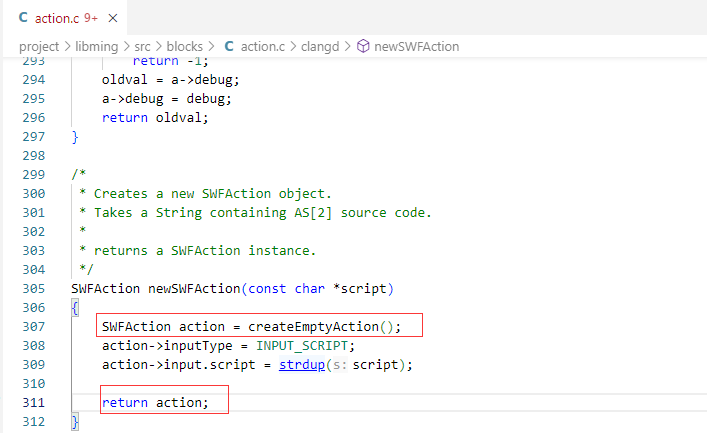 action.c 9+
project > libming > src > blocks > action.c > clangd > newSWFAction
293 return -1;
294 oldval = a->debug;
295 a->debug = debug;
296 return oldval;
297 }
298
299 /*
300 * Creates a new SWFAction object.
301 * Takes a String containing AS[2] source code.
302 *
303 * returns a SWFAction instance.
304 */
305 SWFAction newSWFAction(const char *script)
306 {
307 SWFAction action = createEmptyAction();
308 action->inputType = INPUT_SCRIPT;
309 action->input.script = strdup(s: script);
310
311 return action;
312 }